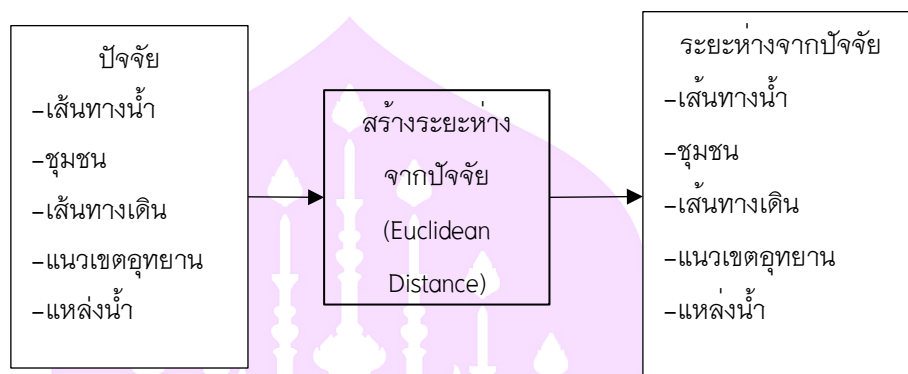 ปัจจัย
-เส้นทางน้ำ
-ชุมชน
-เส้นทางเดิน
-แนวเขตอุทยาน
-แหล่งน้ำ
สร้างระยะห่าง
จากปัจจัย
(Euclidean
Distance)
ระยะห่างจากปัจจัย
-เส้นทางน้ำ
-ชุมชน
-เส้นทางเดิน
-แนวเขตอุทยาน
-แหล่งน้ำ